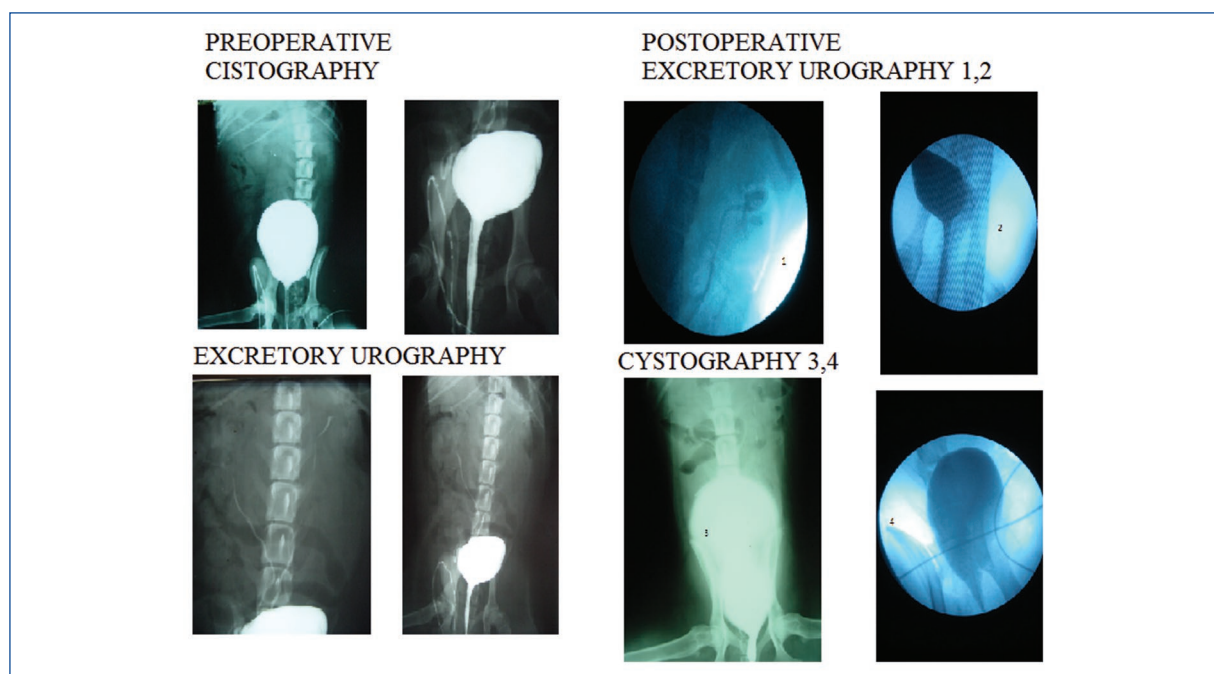 PREOPERATIVE
CISTOGRAPHY
POSTOPERATIVE
EXCRETORY UROGRAPHY 1,2
1
2
EXCRETORY UROGRAPHY
CYSTOGRAPHY 3,4
3
4